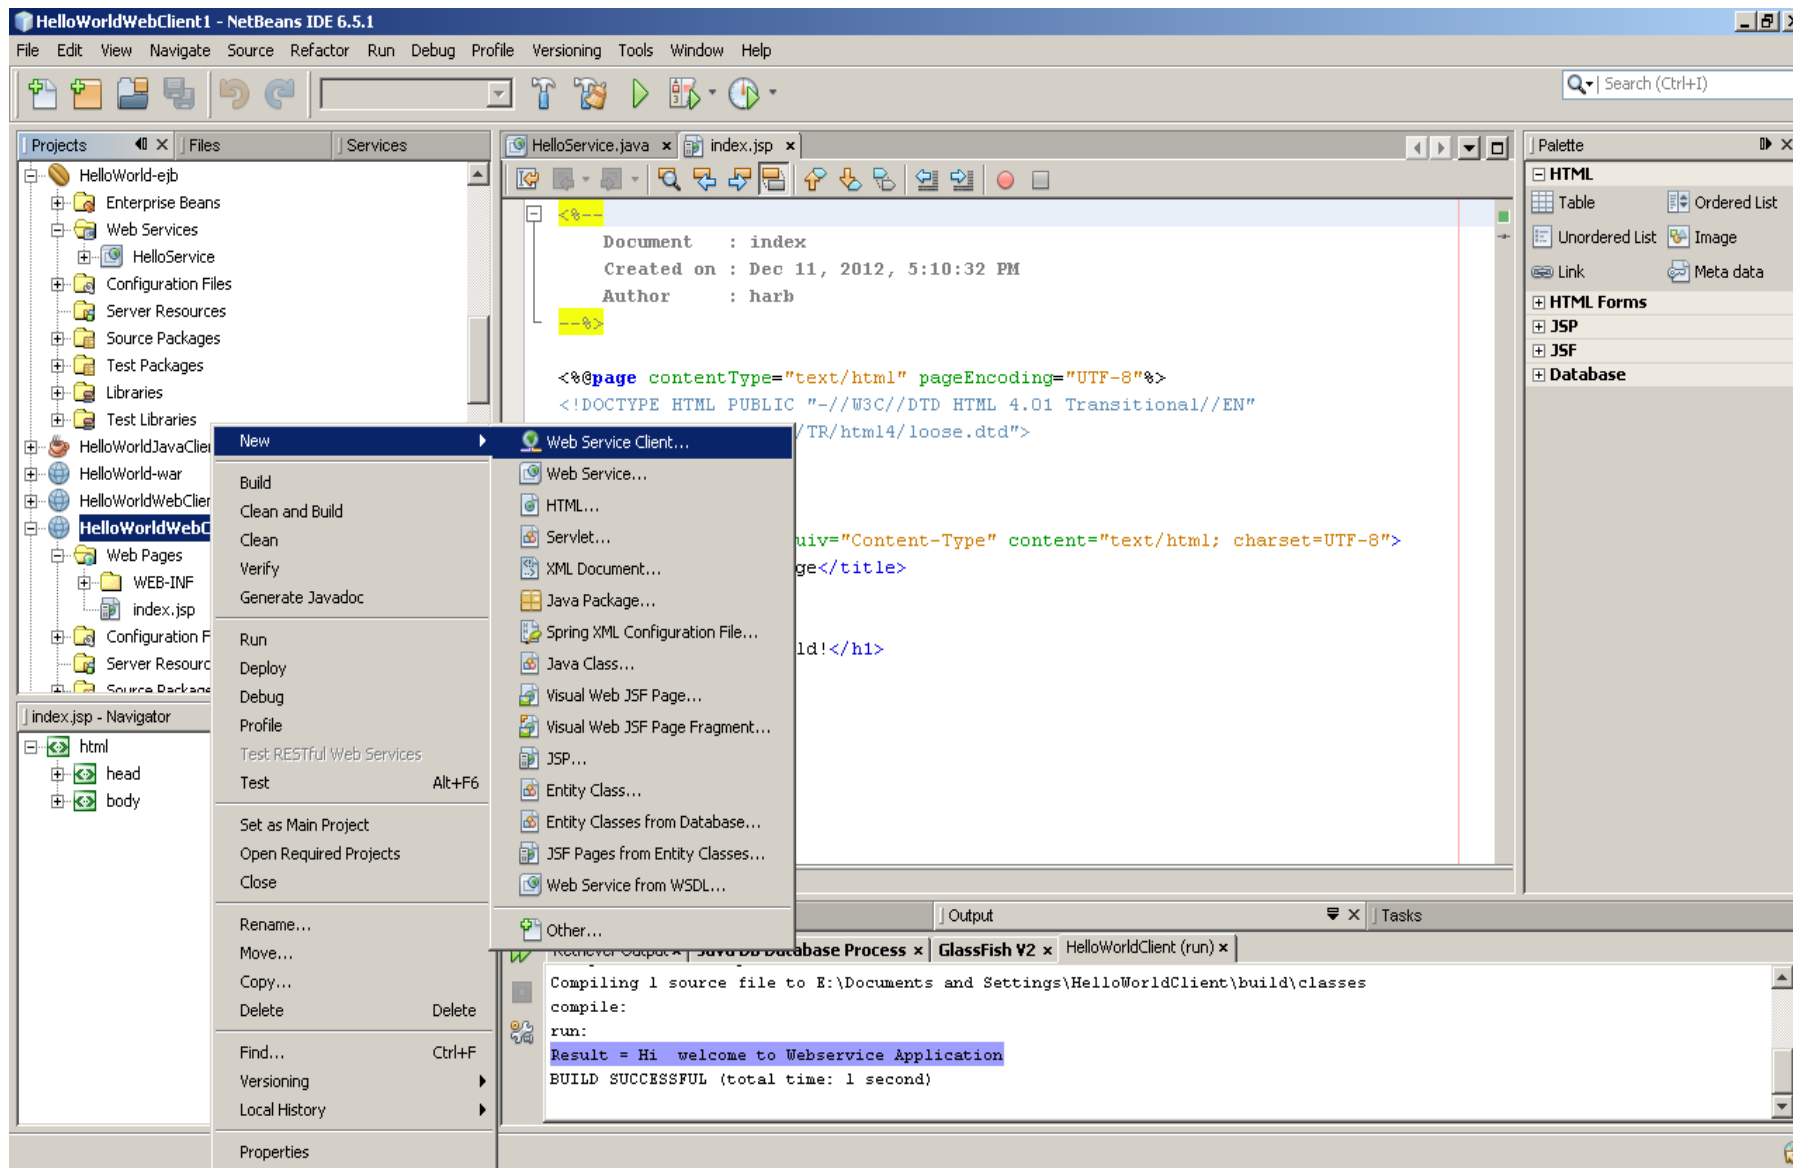 HelloWorldWebClient1 - NetBeans IDE 6.5.1
File Edit View Navigate Source Refactor Run Debug Profile Versioning Tools Window Help
Search (Ctrl+I)
Projects Files Services
HelloWorld-ejb
Enterprise Beans
Web Services
HelloService
Configuration Files
Server Resources
Source Packages
Test Packages
Libraries
Test Libraries
HelloWorldJavaClie
HelloWorld-war
HelloWorldWebClien
HelloWorldWebC
Web Pages
WEB-INF
index.jsp
Configuration F
Server Resourc
Source Package
index.jsp - Navigator
html
head
body
New
Build
Clean and Build
Clean
Verify
Generate Javadoc
Run
Deploy
Debug
Profile
Test RESTful Web Services
Test Alt+F6
Set as Main Project
Open Required Projects
Close
Rename...
Move...
Copy...
Delete Delete
Find... Ctrl+F
Versioning
Local History
Properties
Web Service Client...
Web Service...
HTML...
Servlet...
XML Document...
Java Package...
Spring XML Configuration File...
Java Class...
Visual Web JSF Page...
Visual Web JSF Page Fragment...
JSP...
Entity Class...
Entity Classes from Database...
JSF Pages from Entity Classes...
Web Service from WSDL...
Other...
HelloService.java index.jsp
<%--
Document : index
Created on : Dec 11, 2012, 5:10:32 PM
Author : harb
--%>
<%@page contentType="text/html" pageEncoding="UTF-8"%>
<!DOCTYPE HTML PUBLIC "-//W3C//DTD HTML 4.01 Transitional//EN"
/TR/html4/loose.dtd">
uiv="Content-Type" content="text/html; charset=UTF-8">
ge</title>
ld!</h1>
Palette
HTML
Table Ordered List
Unordered List Image
Link Meta data
HTML Forms
JSP
JSF
Database
Output Tasks
Retriever Output Java DB Database Process GlassFish V2 HelloWorldClient (run)
Compiling 1 source file to E:\Documents and Settings\HelloWorldClient\build\classes
compile:
run:
Result = Hi welcome to Webservice Application
BUILD SUCCESSFUL (total time: 1 second)